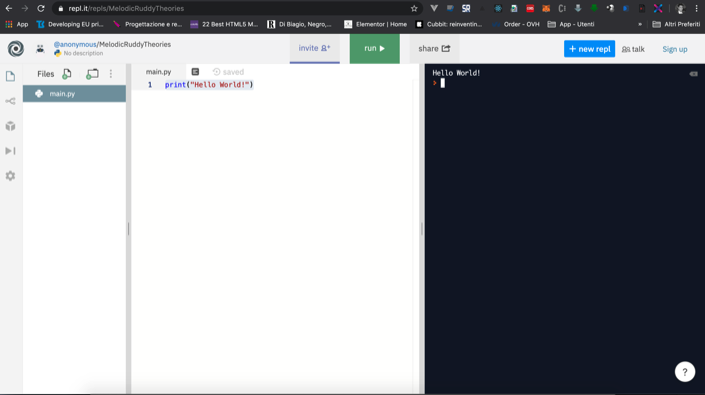 repl.it/repls/MelodicRuddyTheories
App
Developing EU pri...
Progettazione e re...
22 Best HTML5 M...
Di Biagio, Negro,...
Elementor | Home
Cubbit: reinventin...
Order - OVH
App - Utenti
»
Altri Preferiti
@anonymous/MelodicRuddyTheories
No description
invite
run
share
+ new repl
talk
Sign up
Files
main.py
main.py
saved
1 print("Hello World!")
Hello World!
>
?